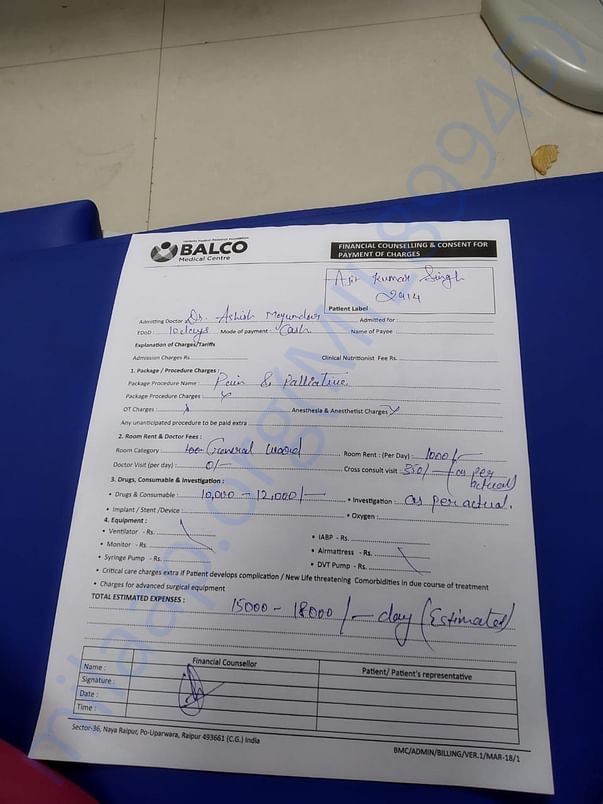 BALCO
Medical Centre
FINANCIAL COUNSELLING & CONSENT FOR
PAYMENT OF CHARGES
Kumar Singh
2914
Patient Label
Admitting Doctor : Dr. Ashish Admitted for :
EDoD : 10 days Mode of payment : Cash Name of Payee
Explanation of Charges/Tariffs
Admission Charges Rs Clinical Nutritionist Fee Rs.
1. Package / Procedure Charges :
Package Procedure Name : Pain & Palliative
Package Procedure Charges :
OT Charges : Anesthesia & Anesthetist Charges
Any unanticipated procedure to be paid extra
2. Room Rent & Doctor Fees :
Room Category : General Ward Room Rent : (Per Day) : 1000/-
Doctor Visit (per day) : 0/- Cross consult visit : 350/- as per
actual
3. Drugs, Consumable & Investigation :
• Drugs & Consumable : 10,000 - 12,000/- • Investigation : as per actual.
• Implant / Stent / Device : • Oxygen :
4. Equipment :
• Ventilator - Rs. • IABP - Rs.
• Monitor - Rs. • Airmattress - Rs.
• Syringe Pump - Rs. • DVT Pump - Rs.
• Critical care charges extra if Patient develops complication / New Life threatening Comorbidities in due course of treatment
• Charges for advanced surgical equipment
TOTAL ESTIMATED EXPENSES : 15000 - 18000/- day (Estimated)
Financial Counsellor Patient/ Patient's representative
Name :
Signature :
Date :
Time :
Sector-36, Naya Raipur, Po-Uparwara, Raipur 493661 (C.G.) India
BMC/ADMIN/BILLING/VER.1/MAR-18/1